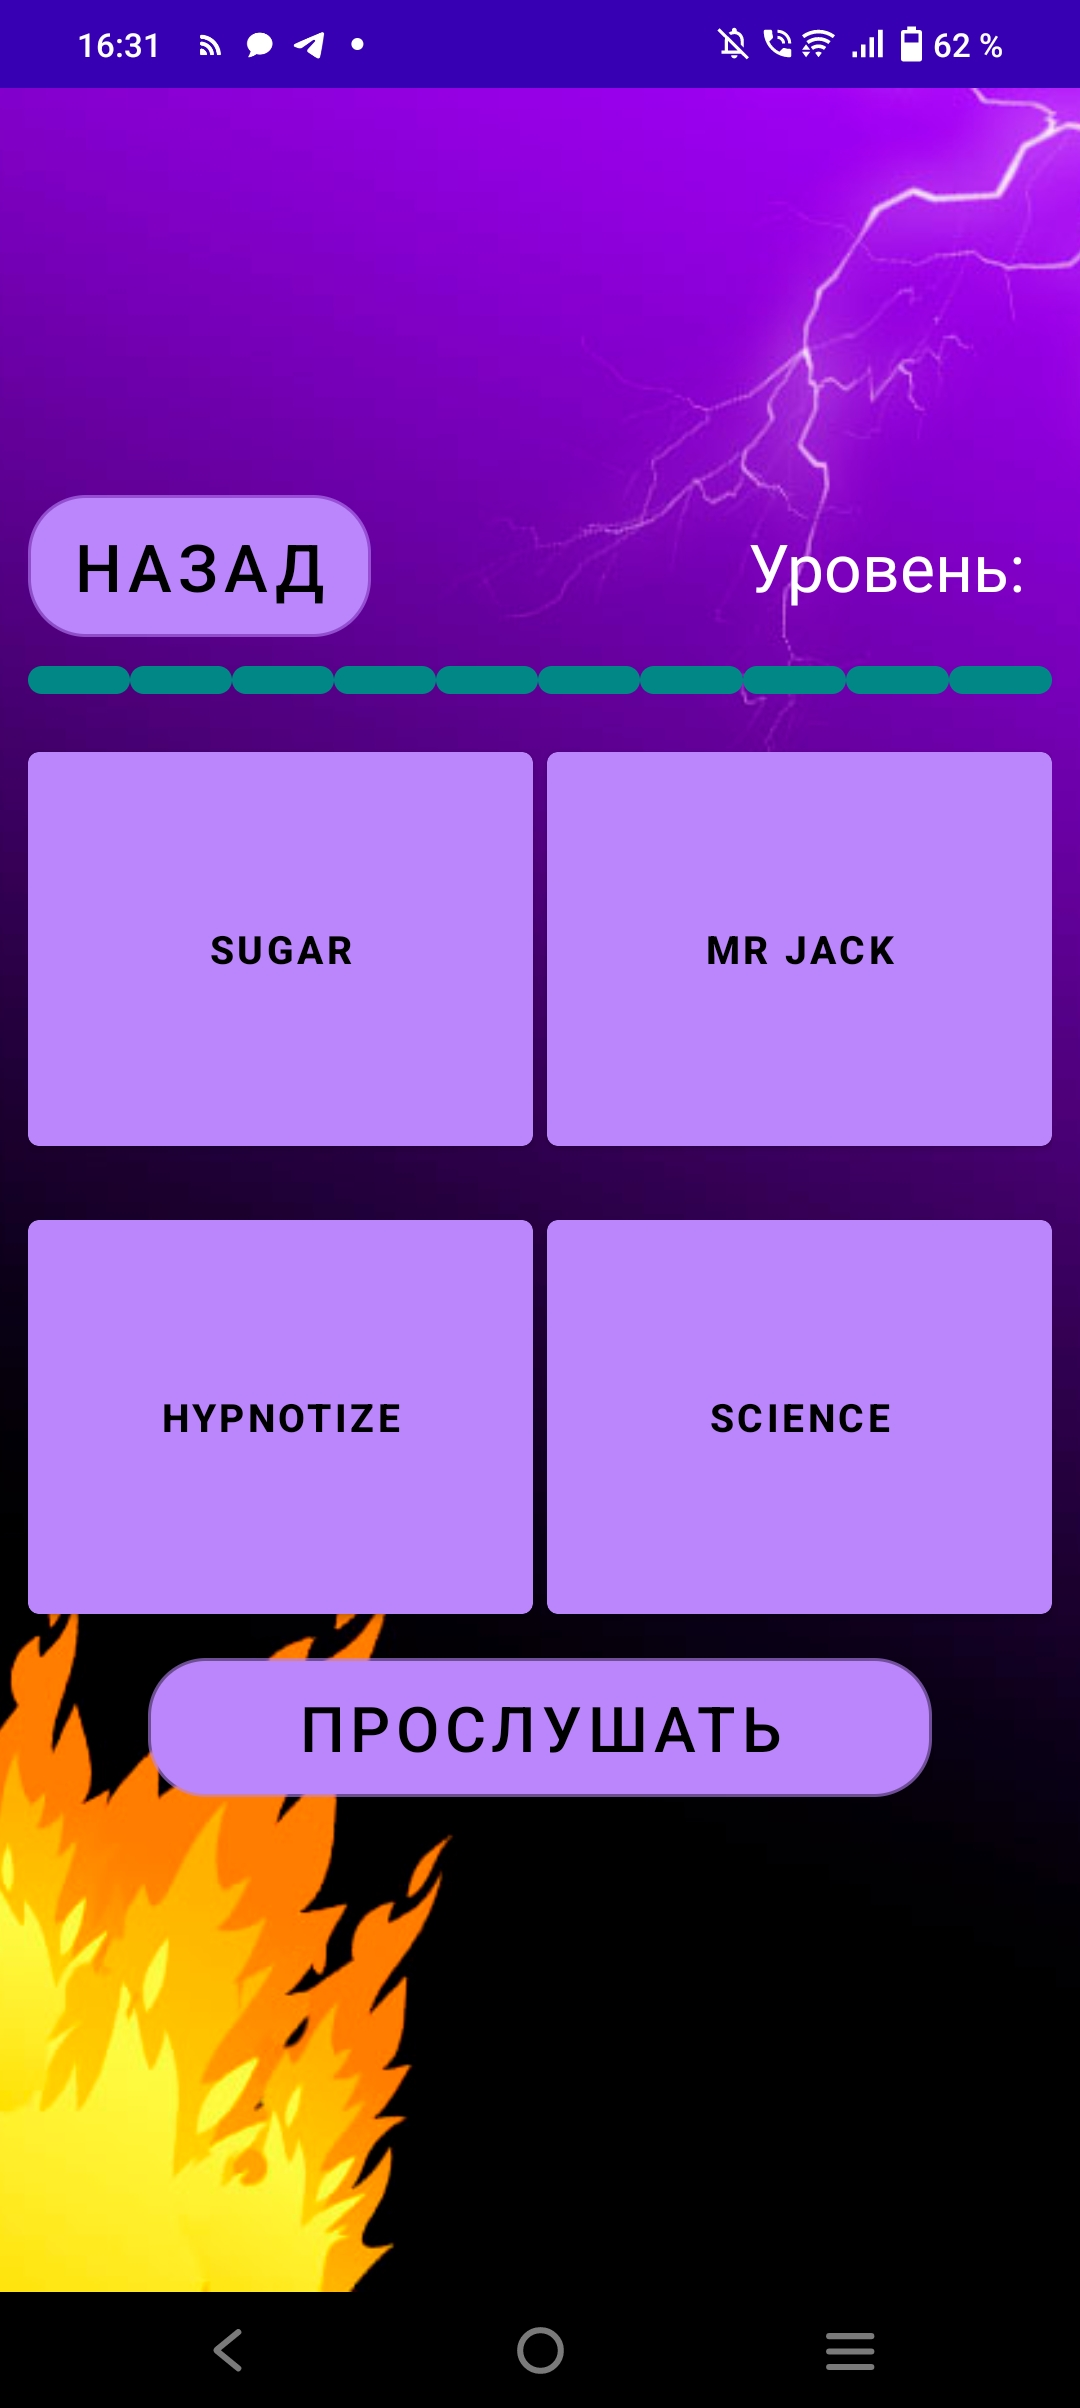 16:31 62 %
НАЗАД Уровень:
SUGAR MR JACK
HYPNOTIZE SCIENCE
ПРОСЛУШАТЬ